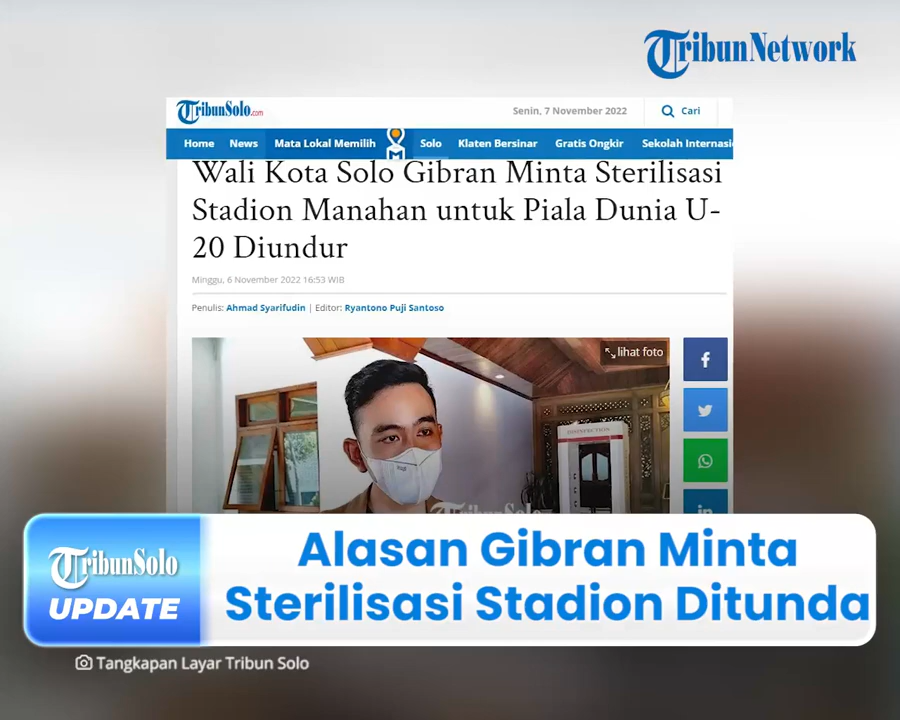 TribunNetwork
TribunSolo.com
Senin, 7 November 2022
Cari
Home News Mata Lokal Memilih Solo Klaten Bersinar Gratis Ongkir Sekolah Internasi
Wali Kota Solo Gibran Minta Sterilisasi
Stadion Manahan untuk Piala Dunia U-
20 Diundur
Minggu, 6 November 2022 16:53 WIB
Penulis: Ahmad Syarifudin | Editor: Ryantono Puji Santoso
lihat foto
TribunSolo
TribunSolo
UPDATE
Alasan Gibran Minta
Sterilisasi Stadion Ditunda
Tangkapan Layar Tribun Solo